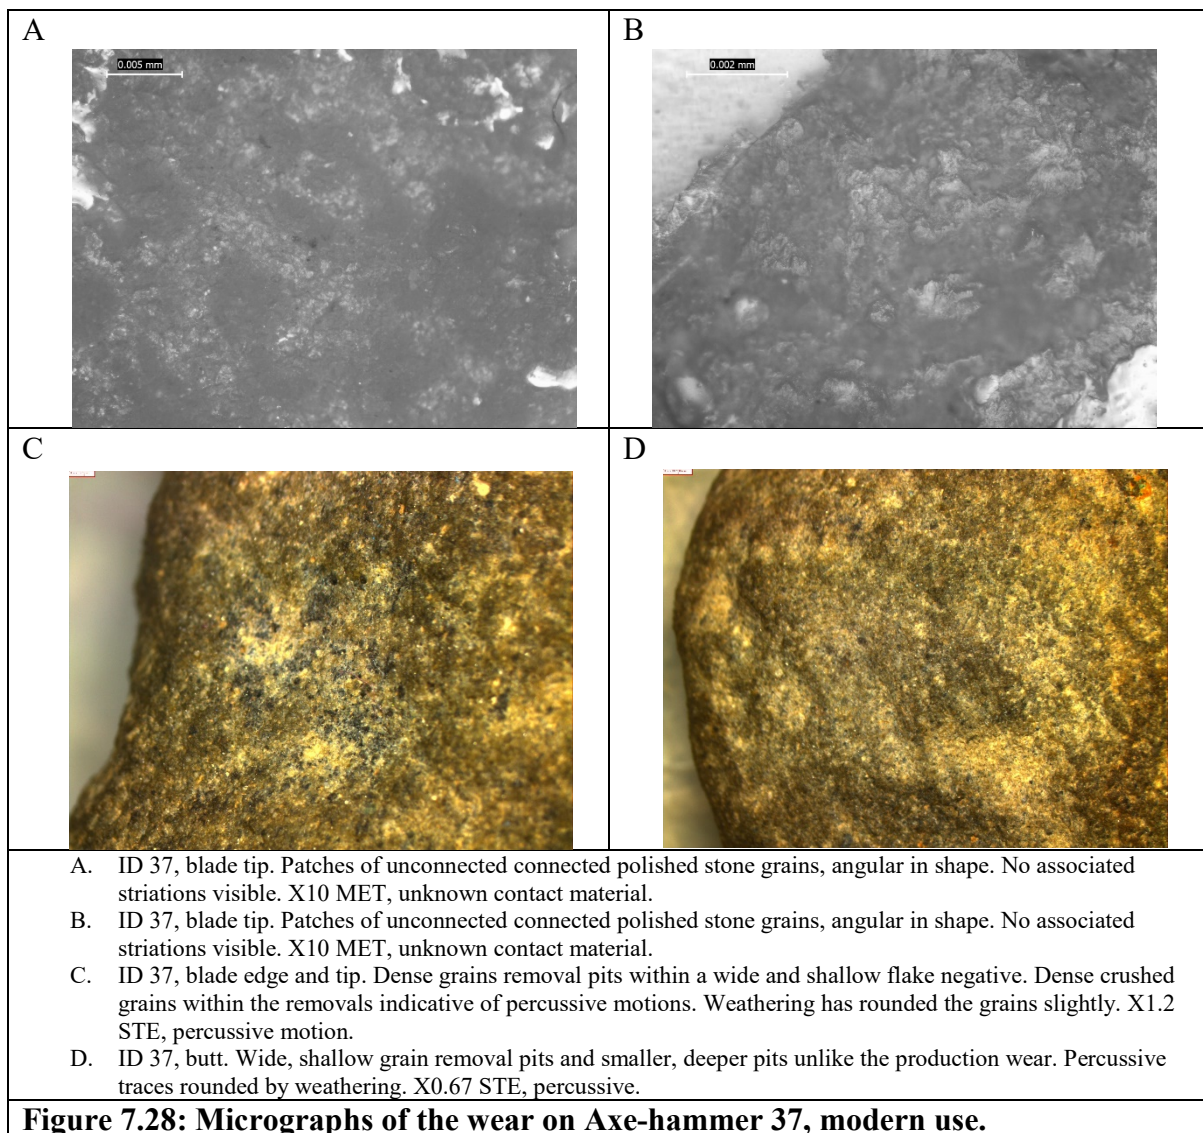 A
B
0.005 mm
0.002 mm
C
D
A. ID 37, blade tip. Patches of unconnected connected polished stone grains, angular in shape. No associated
striations visible. X10 MET, unknown contact material.
B. ID 37, blade tip. Patches of unconnected connected polished stone grains, angular in shape. No associated
striations visible. X10 MET, unknown contact material.
C. ID 37, blade edge and tip. Dense grains removal pits within a wide and shallow flake negative. Dense crushed
grains within the removals indicative of percussive motions. Weathering has rounded the grains slightly. X1.2
STE, percussive motion.
D. ID 37, butt. Wide, shallow grain removal pits and smaller, deeper pits unlike the production wear. Percussive
traces rounded by weathering. X0.67 STE, percussive.
Figure 7.28: Micrographs of the wear on Axe-hammer 37, modern use.